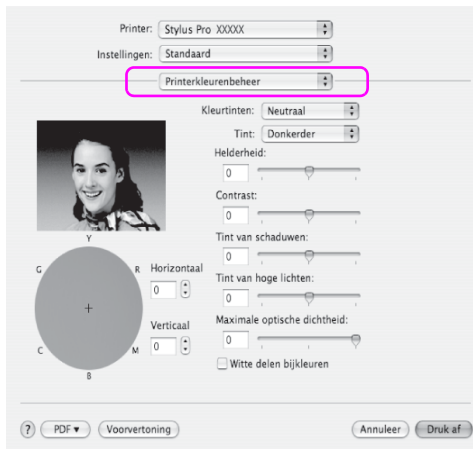 Printer: Stylus Pro XXXXX
Instellingen: Standaard
Printerkleurenbeheer
Kleurtinten: Neutraal
Tint: Donkerder
Helderheid:
0
Contrast:
0
Tint van schaduwen:
0
Tint van hoge lichten:
0
Maximale optische dichtheid:
0
Witte delen bijkleuren
Y
G R
C M
B
Horizontaal
0
Verticaal
0
? PDF Voorvertoning Annuleer Druk af